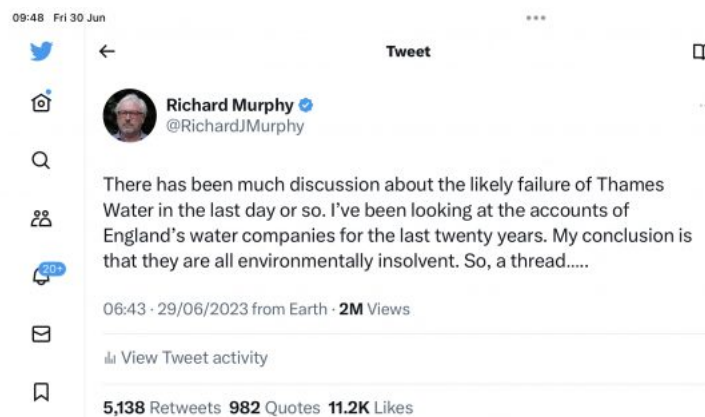 09:48 Fri 30 Jun
Tweet
Richard Murphy
@RichardJMurphy
There has been much discussion about the likely failure of Thames
Water in the last day or so. I've been looking at the accounts of
England's water companies for the last twenty years. My conclusion is
that they are all environmentally insolvent. So, a thread.....
20+
06:43 · 29/06/2023 from Earth · 2M Views
View Tweet activity
5,138 Retweets 982 Quotes 11.2K Likes